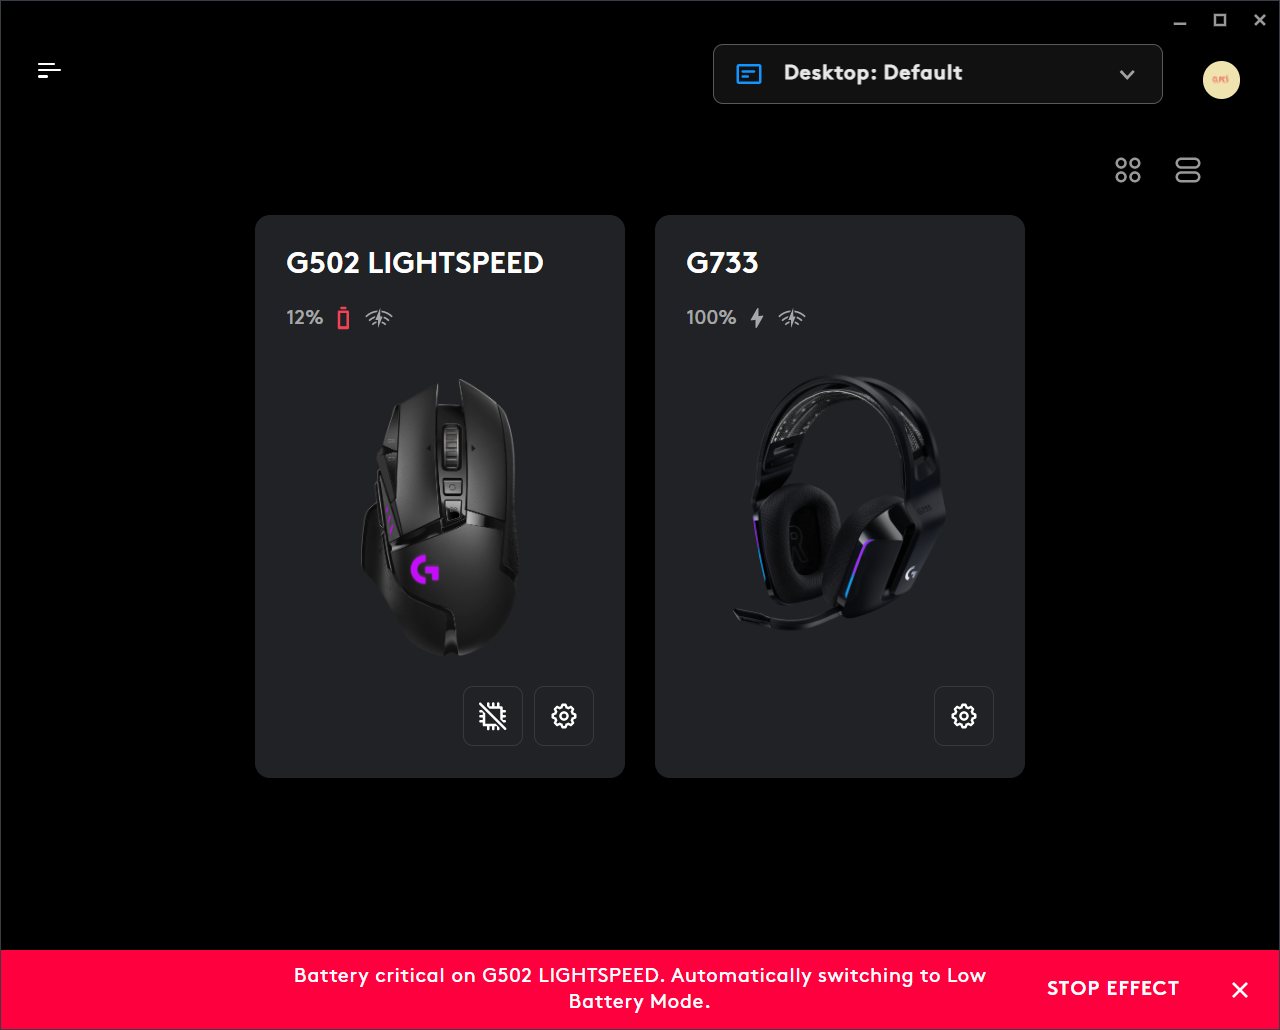 Desktop: Default
G502 LIGHTSPEED
12%
G733
100%
Battery critical on G502 LIGHTSPEED. Automatically switching to Low
Battery Mode.
STOP EFFECT